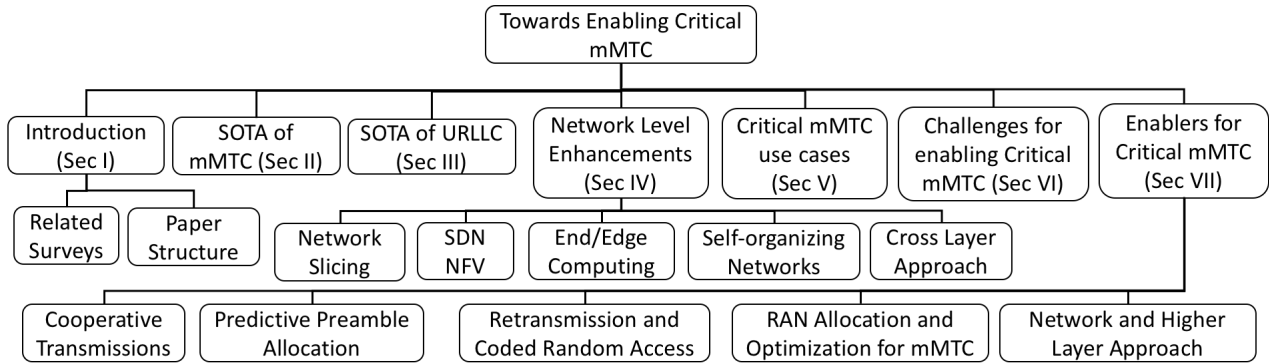 Towards Enabling Critical
mMTC
Introduction
(Sec I)
SOTA of
mMTC (Sec II)
SOTA of URLLC
(Sec III)
Network Level
Enhancements
(Sec IV)
Critical mMTC
use cases
(Sec V)
Challenges for
enabling Critical
mMTC (Sec VI)
Enablers for
Critical mMTC
(Sec VII)
Related
Surveys
Paper
Structure
Network
Slicing
SDN
NFV
End/Edge
Computing
Self-organizing
Networks
Cross Layer
Approach
Cooperative
Transmissions
Predictive Preamble
Allocation
Retransmission and
Coded Random Access
RAN Allocation and
Optimization for mMTC
Network and Higher
Layer Approach